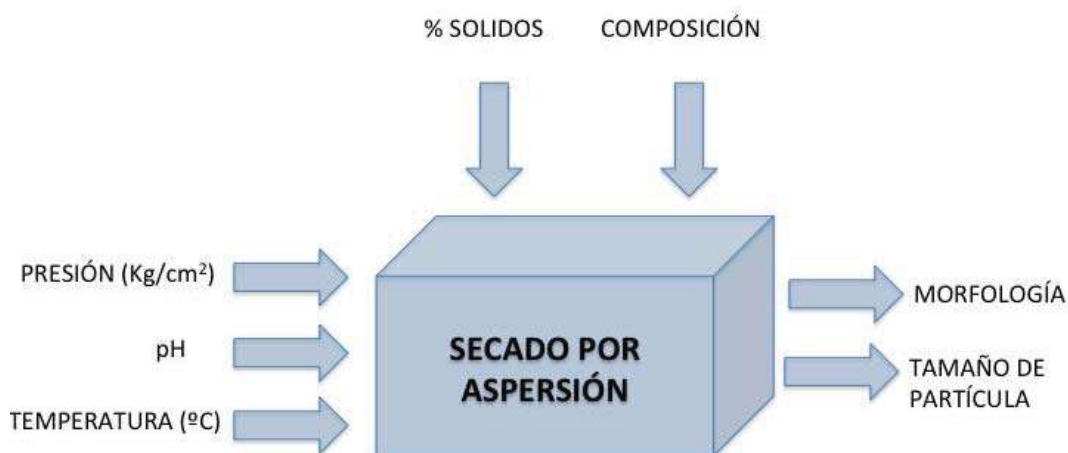 % SOLIDOS
COMPOSICIÓN
PRESIÓN (Kg/cm²)
pH
TEMPERATURA (ºC)
SECADO POR
ASPERSIÓN
MORFOLOGÍA
TAMAÑO DE
PARTÍCULA